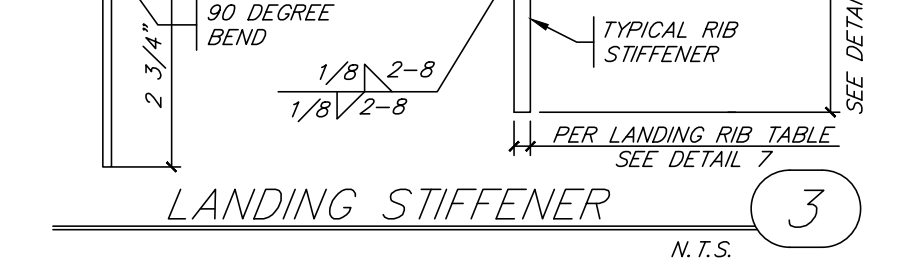 90 DEGREE
BEND
2 3/4"
1/8 2-8
1/8 2-8
TYPICAL RIB
STIFFENER
PER LANDING RIB TABLE
SEE DETAIL 7
LANDING STIFFENER
3
N.T.S.